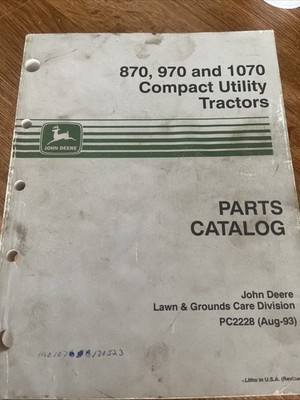 870, 970 and 1070
Compact Utility
Tractors
JOHN DEERE
PARTS
CATALOG
John Deere
Lawn & Grounds Care Division
PC2228 (Aug-93)
Litho in U.S.A.